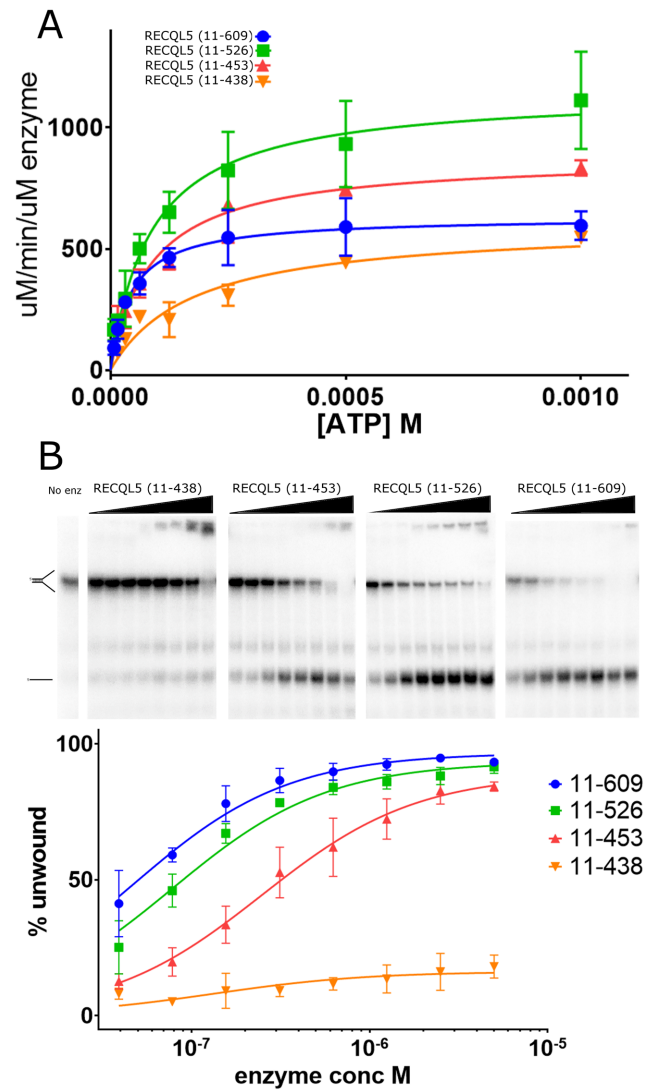 A
RECQL5 (11-609)
RECQL5 (11-526)
RECQL5 (11-453)
RECQL5 (11-438)
uM/min/uM enzyme
1000
500
0
0.0000 0.0005 0.0010
[ATP] M
B
No enz RECQL5 (11-438) RECQL5 (11-453) RECQL5 (11-526) RECQL5 (11-609)
% unwound
100
50
0
11-609
11-526
11-453
11-438
10-7 10-6 10-5
enzyme conc M